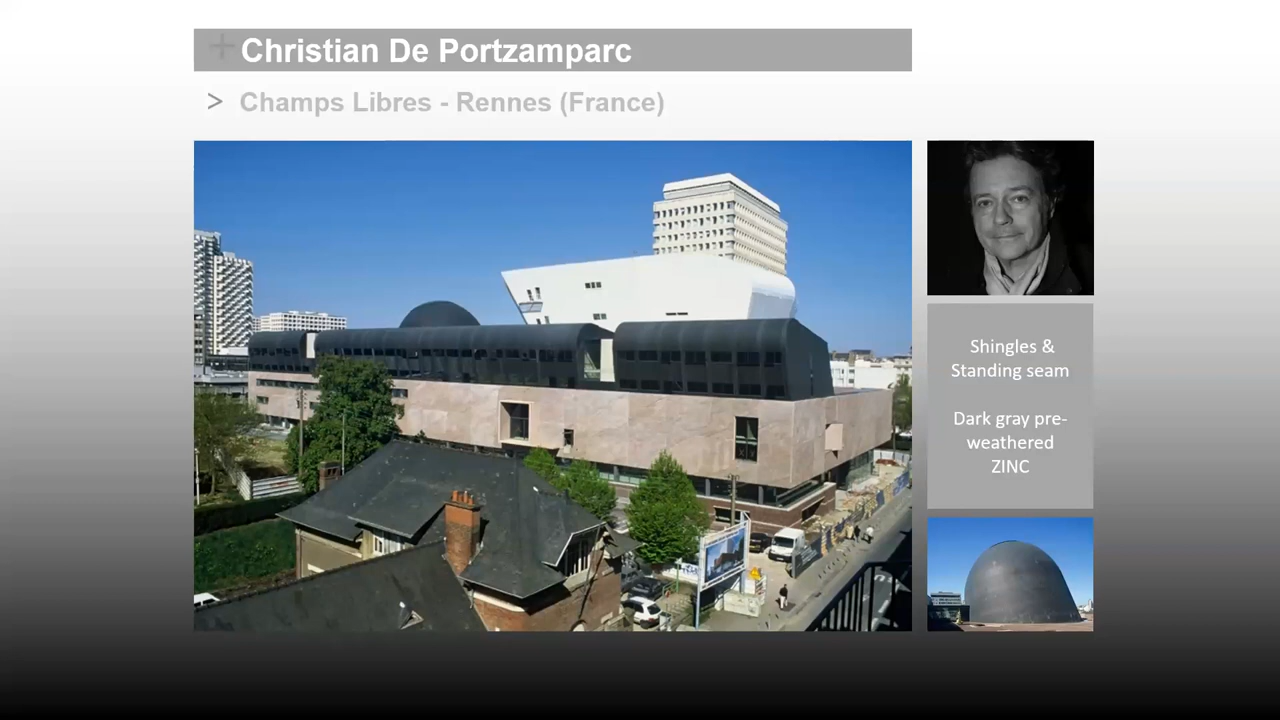 + Christian De Portzamparc
> Champs Libres - Rennes (France)
Shingles &
Standing seam
Dark gray pre-
weathered
ZINC